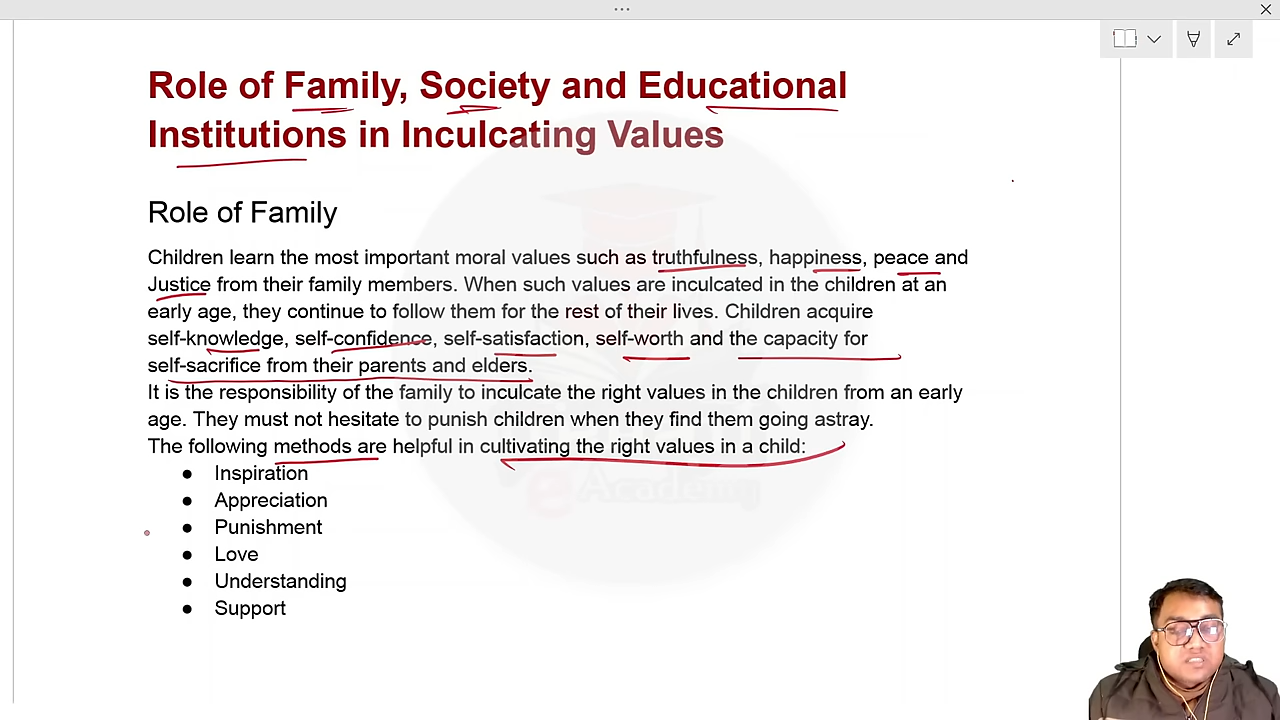 Role of Family, Society and Educational
Institutions in Inculcating Values
Role of Family
Children learn the most important moral values such as truthfulness, happiness, peace and
Justice from their family members. When such values are inculcated in the children at an
early age, they continue to follow them for the rest of their lives. Children acquire
self-knowledge, self-confidence, self-satisfaction, self-worth and the capacity for
self-sacrifice from their parents and elders.
It is the responsibility of the family to inculcate the right values in the children from an early
age. They must not hesitate to punish children when they find them going astray.
The following methods are helpful in cultivating the right values in a child:
● Inspiration
● Appreciation
● Punishment
● Love
● Understanding
● Support
e Academy